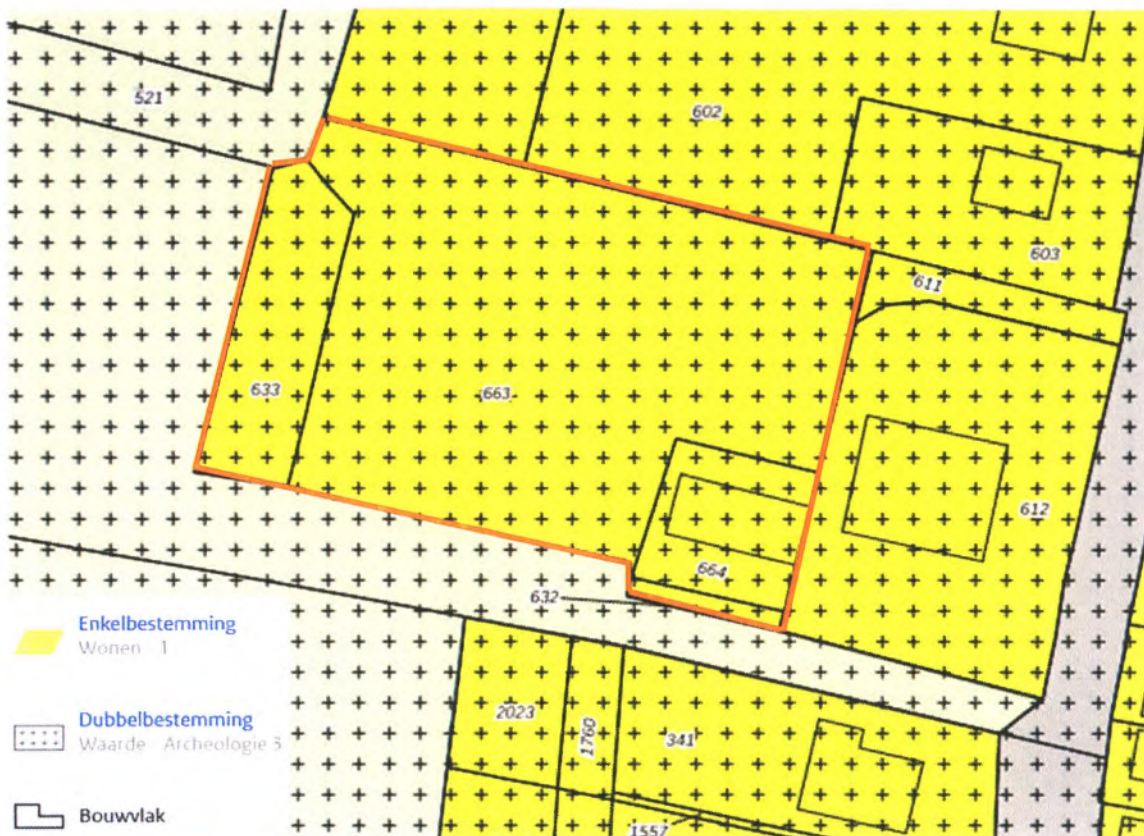 521
602
603
611
633
663
612
664
632
Enkelbestemming
Wonen 1
2023
1760
341
Dubbelbestemming
Waarde Archeologie 3
Bouwvlak
1557